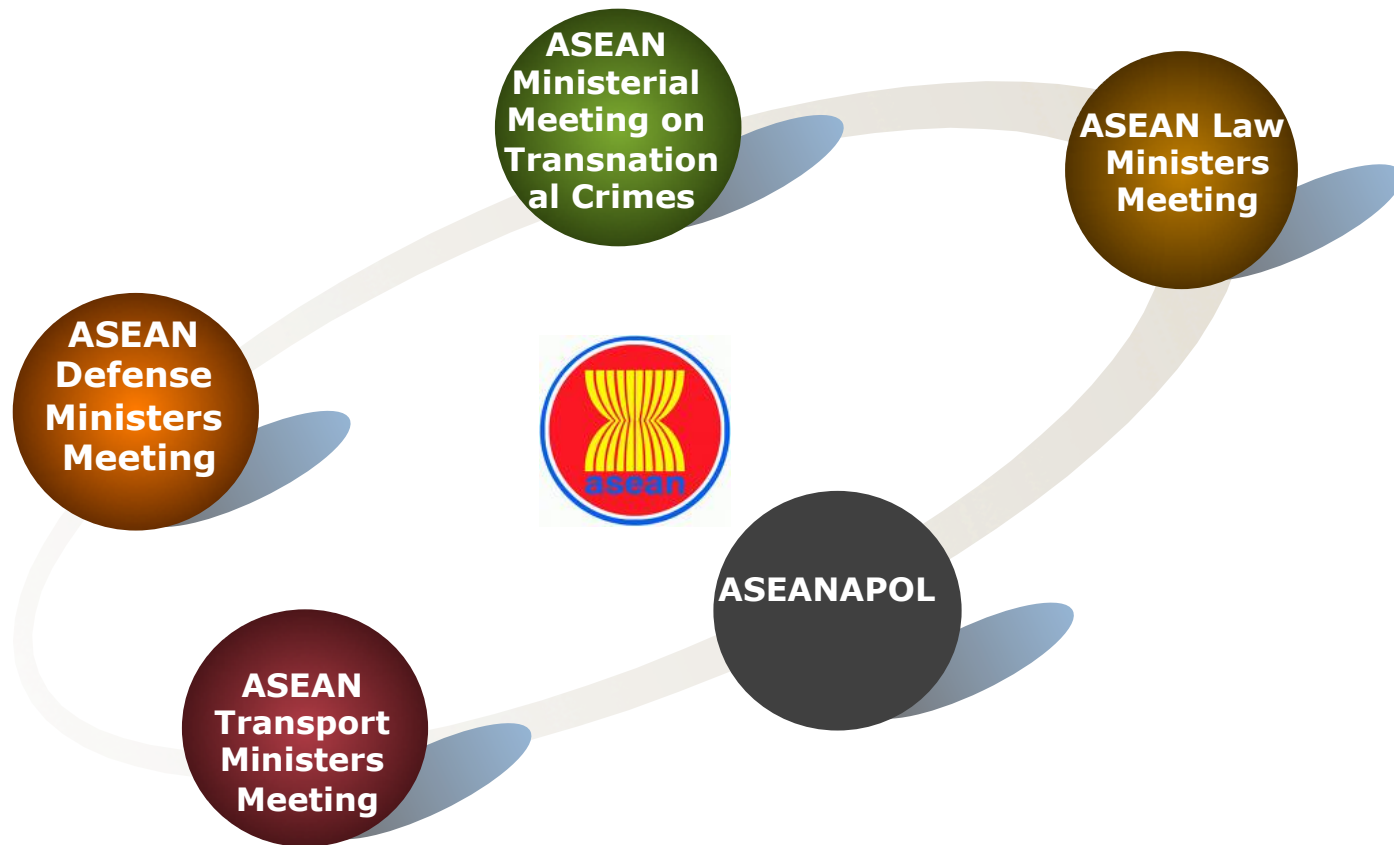 ASEAN
Ministerial
Meeting on
Transnation
al Crimes
ASEAN Law
Ministers
Meeting
ASEAN
Defense
Ministers
Meeting
asean
ASEANAPOL
ASEAN
Transport
Ministers
Meeting